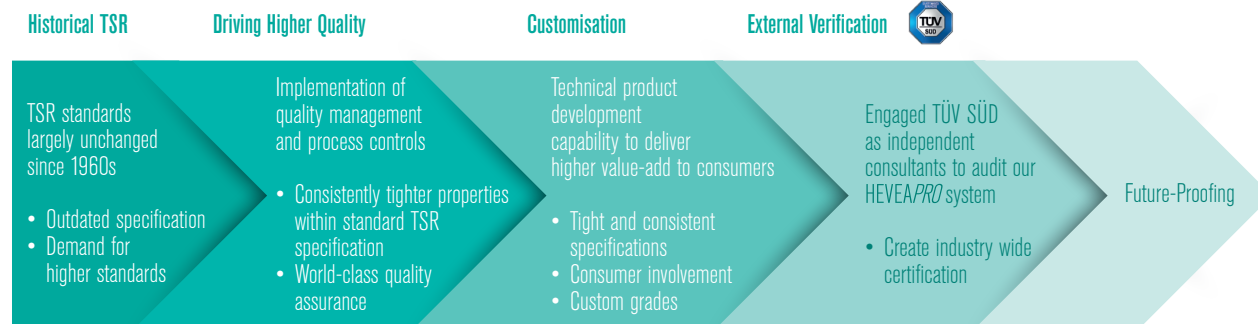 Historical TSR
Driving Higher Quality
Customisation
External Verification
TÜV
SÜD
TSR standards
largely unchanged
since 1960s
• Outdated specification
• Demand for
higher standards
Implementation of
quality management
and process controls
• Consistently tighter properties
within standard TSR
specification
• World-class quality
assurance
Technical product
development
capability to deliver
higher value-add to consumers
• Tight and consistent
specifications
• Consumer involvement
• Custom grades
Engaged TÜV SÜD
as independent
consultants to audit our
HEVEAPRO system
• Create industry wide
certification
Future-Proofing